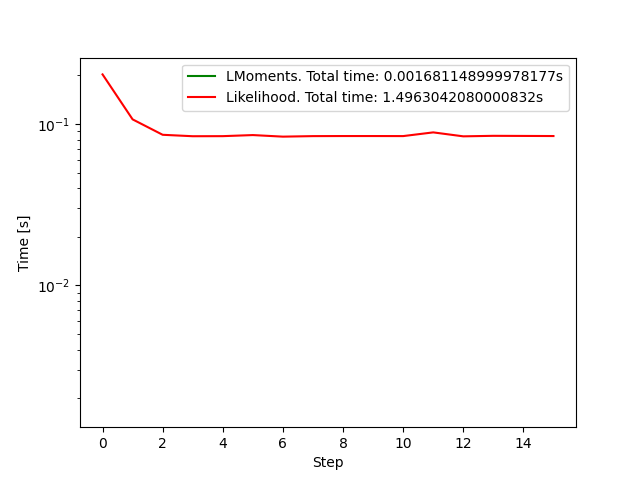 LMoments. Total time: 0.001681148999978177s
Likelihood. Total time: 1.4963042080000832s
10⁻¹
Time [s]
10⁻²
0 2 4 6 8 10 12 14
Step